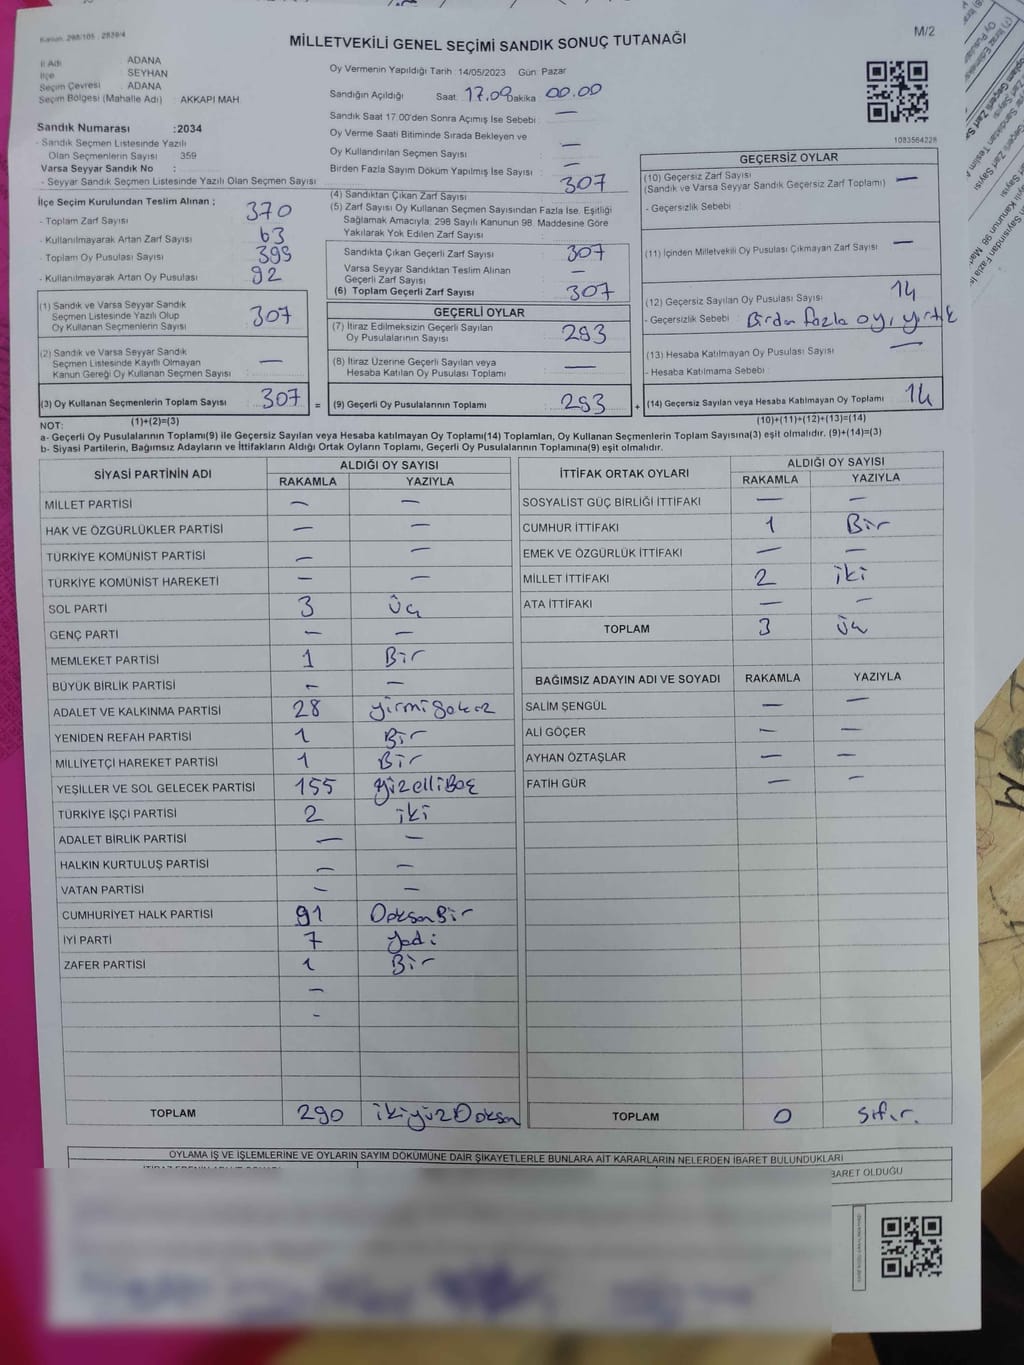 Kanun: 298/105 : 2839/4
M/2
MİLLETVEKİLİ GENEL SEÇİMİ SANDIK SONUÇ TUTANAĞI
İl Adı : ADANA
İlçe : SEYHAN
Seçim Çevresi : ADANA
Seçim Bölgesi (Mahalle Adı) : AKKAPI MAH.
Sandık Numarası :2034
- Sandık Seçmen Listesinde Yazılı
Olan Seçmenlerin Sayısı : 359
Varsa Seyyar Sandık No :
- Seyyar Sandık Seçmen Listesinde Yazılı Olan Seçmen Sayısı :
Oy Vermenin Yapıldığı Tarih :14/05/2023 Gün: Pazar
Sandığın Açıldığı Saat: 17.09 Dakika 00.00
Sandık Saat 17:00'den Sonra Açımış İse Sebebi : —
Oy Verme Saati Bitiminde Sırada Bekleyen ve
Oy Kullandırılan Seçmen Sayısı —
Birden Fazla Sayım Döküm Yapılmış İse Sayısı : —
1083564228
İlçe Seçim Kurulundan Teslim Alınan ;
- Toplam Zarf Sayısı : 370
- Kullanılmayarak Artan Zarf Sayısı : 63
- Toplam Oy Pusulası Sayısı : 399
- Kullanılmayarak Artan Oy Pusulası : 92
(1) Sandık ve Varsa Seyyar Sandık
Seçmen Listesinde Yazılı Olup
Oy Kullanan Seçmenlerin Sayısı : 307
(2) Sandık ve Varsa Seyyar Sandık
Seçmen Listesinde Kayıtlı Olmayan
Kanun Gereği Oy Kullanan Seçmen Sayısı : —
(3) Oy Kullanan Seçmenlerin Toplam Sayısı : 307 =
(1)+(2)=(3)
(4) Sandıktan Çıkan Zarf Sayısı : 307
(5) Zarf Sayısı Oy Kullanan Seçmen Sayısından Fazla İse, Eşitliği
Sağlamak Amacıyla; 298 Sayılı Kanunun 98. Maddesine Göre
Yakılarak Yok Edilen Zarf Sayısı :
Sandıkta Çıkan Geçerli Zarf Sayısı : 307
Varsa Seyyar Sandıktan Teslim Alınan
Geçerli Zarf Sayısı : —
(6) Toplam Geçerli Zarf Sayısı : 307
GEÇERLİ OYLAR
(7) İtiraz Edilmeksizin Geçerli Sayılan
Oy Pusulalarının Sayısı : 293
(8) İtiraz Üzerine Geçerli Sayılan veya
Hesaba Katılan Oy Pusulası Toplamı : —
(9) Geçerli Oy Pusulalarının Toplamı : 293 +
GEÇERSİZ OYLAR
(10) Geçersiz Zarf Sayısı
(Sandık ve Varsa Seyyar Sandık Geçersiz Zarf Toplamı) : —
- Geçersizlik Sebebi :
(11) İçinden Milletvekili Oy Pusulası Çıkmayan Zarf Sayısı : —
(12) Geçersiz Sayılan Oy Pusulası Sayısı : 14
- Geçersizlik Sebebi : Birden fazla oy, yırtık
(13) Hesaba Katılmayan Oy Pusulası Sayısı : —
- Hesaba Katılmama Sebebi :
(14) Geçersiz Sayılan veya Hesaba Katılmayan Oy Toplamı : 14
(10)+(11)+(12)+(13)=(14)
NOT:
a- Geçerli Oy Pusulalarının Toplamı(9) ile Geçersiz Sayılan veya Hesaba katılmayan Oy Toplamı(14) Toplamları, Oy Kullanan Seçmenlerin Toplam Sayısına(3) eşit olmalıdır. (9)+(14)=(3)
b- Siyasi Partilerin, Bağımsız Adayların ve İttifakların Aldığı Ortak Oyların Toplamı, Geçerli Oy Pusulalarının Toplamına(9) eşit olmalıdır.
SİYASİ PARTİNİN ADI ALDIĞI OY SAYISI
RAKAMLA YAZIYLA
MİLLET PARTİSİ — —
HAK VE ÖZGÜRLÜKLER PARTİSİ — —
TÜRKİYE KOMÜNİST PARTİSİ — —
TÜRKİYE KOMÜNİST HAREKETİ — —
SOL PARTİ 3 Üç
GENÇ PARTİ — —
MEMLEKET PARTİSİ 1 Bir
BÜYÜK BİRLİK PARTİSİ — —
ADALET VE KALKINMA PARTİSİ 28 yirmi Sekiz
YENİDEN REFAH PARTİSİ 1 Bir
MİLLİYETÇİ HAREKET PARTİSİ 1 Bir
YEŞİLLER VE SOL GELECEK PARTİSİ 155 yüzelliBeş
TÜRKİYE İŞÇİ PARTİSİ 2 iki
ADALET BİRLİK PARTİSİ — —
HALKIN KURTULUŞ PARTİSİ — —
VATAN PARTİSİ — —
CUMHURİYET HALK PARTİSİ 91 DoksanBir
İYİ PARTİ 7 Yedi
ZAFER PARTİSİ 1 Bir
—
-
TOPLAM 290 ikiyüzDoksan
İTTİFAK ORTAK OYLARI ALDIĞI OY SAYISI
RAKAMLA YAZIYLA
SOSYALİST GÜÇ BİRLİĞİ İTTİFAKI — —
CUMHUR İTTİFAKI 1 Bir
EMEK VE ÖZGÜRLÜK İTTİFAKI — —
MİLLET İTTİFAKI 2 iki
ATA İTTİFAKI — —
TOPLAM 3 Üç
BAĞIMSIZ ADAYIN ADI VE SOYADI RAKAMLA YAZIYLA
SALİM ŞENGÜL — —
ALİ GÖÇER — —
AYHAN ÖZTAŞLAR — —
FATİH GÜR — —
TOPLAM 0 Sıfır.
OYLAMA İŞ VE İŞLEMLERİNE VE OYLARIN SAYIM DÖKÜMÜNE DAİR ŞİKAYETLERLE BUNLARA AİT KARARLARIN NELERDEN İBARET BULUNDUKLARI
BARET OLDUĞU